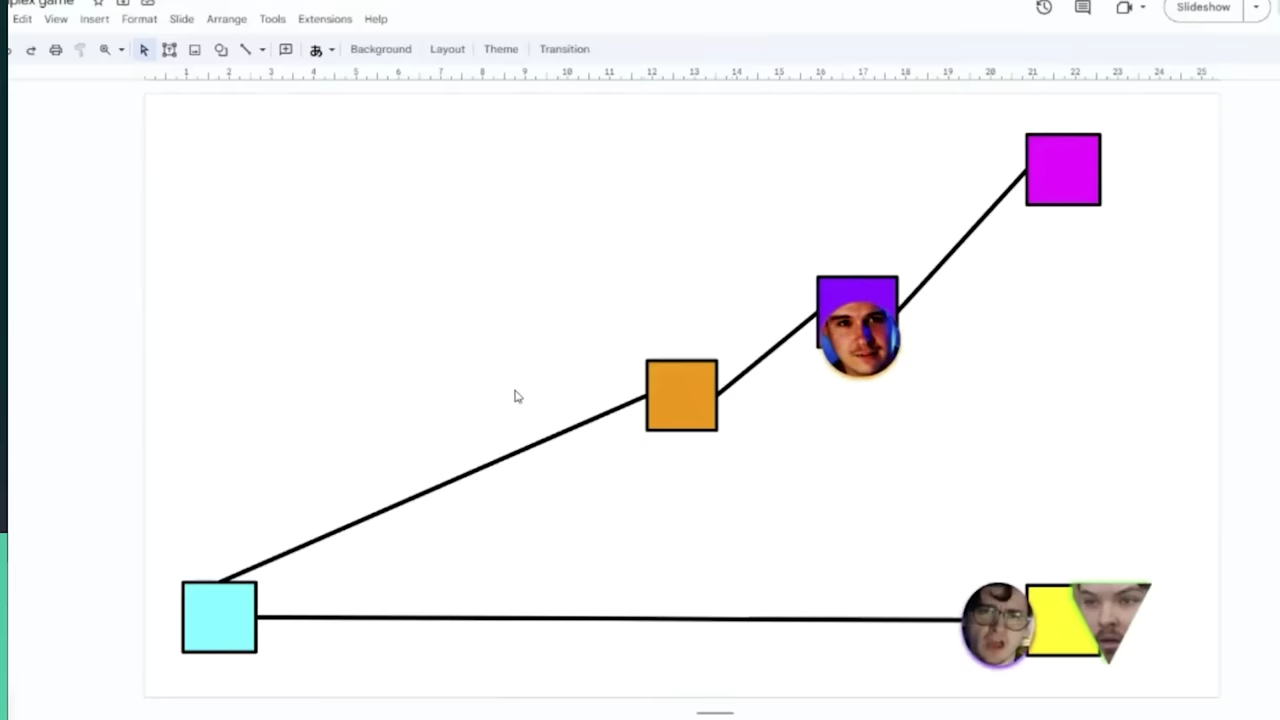 plex game
Edit View Insert Format Slide Arrange Tools Extensions Help
Slideshow
あ Background Layout Theme Transition
1 2 3 4 5 6 7 8 9 10 11 12 13 14 15 16 17 18 19 20 21 22 23 24 25